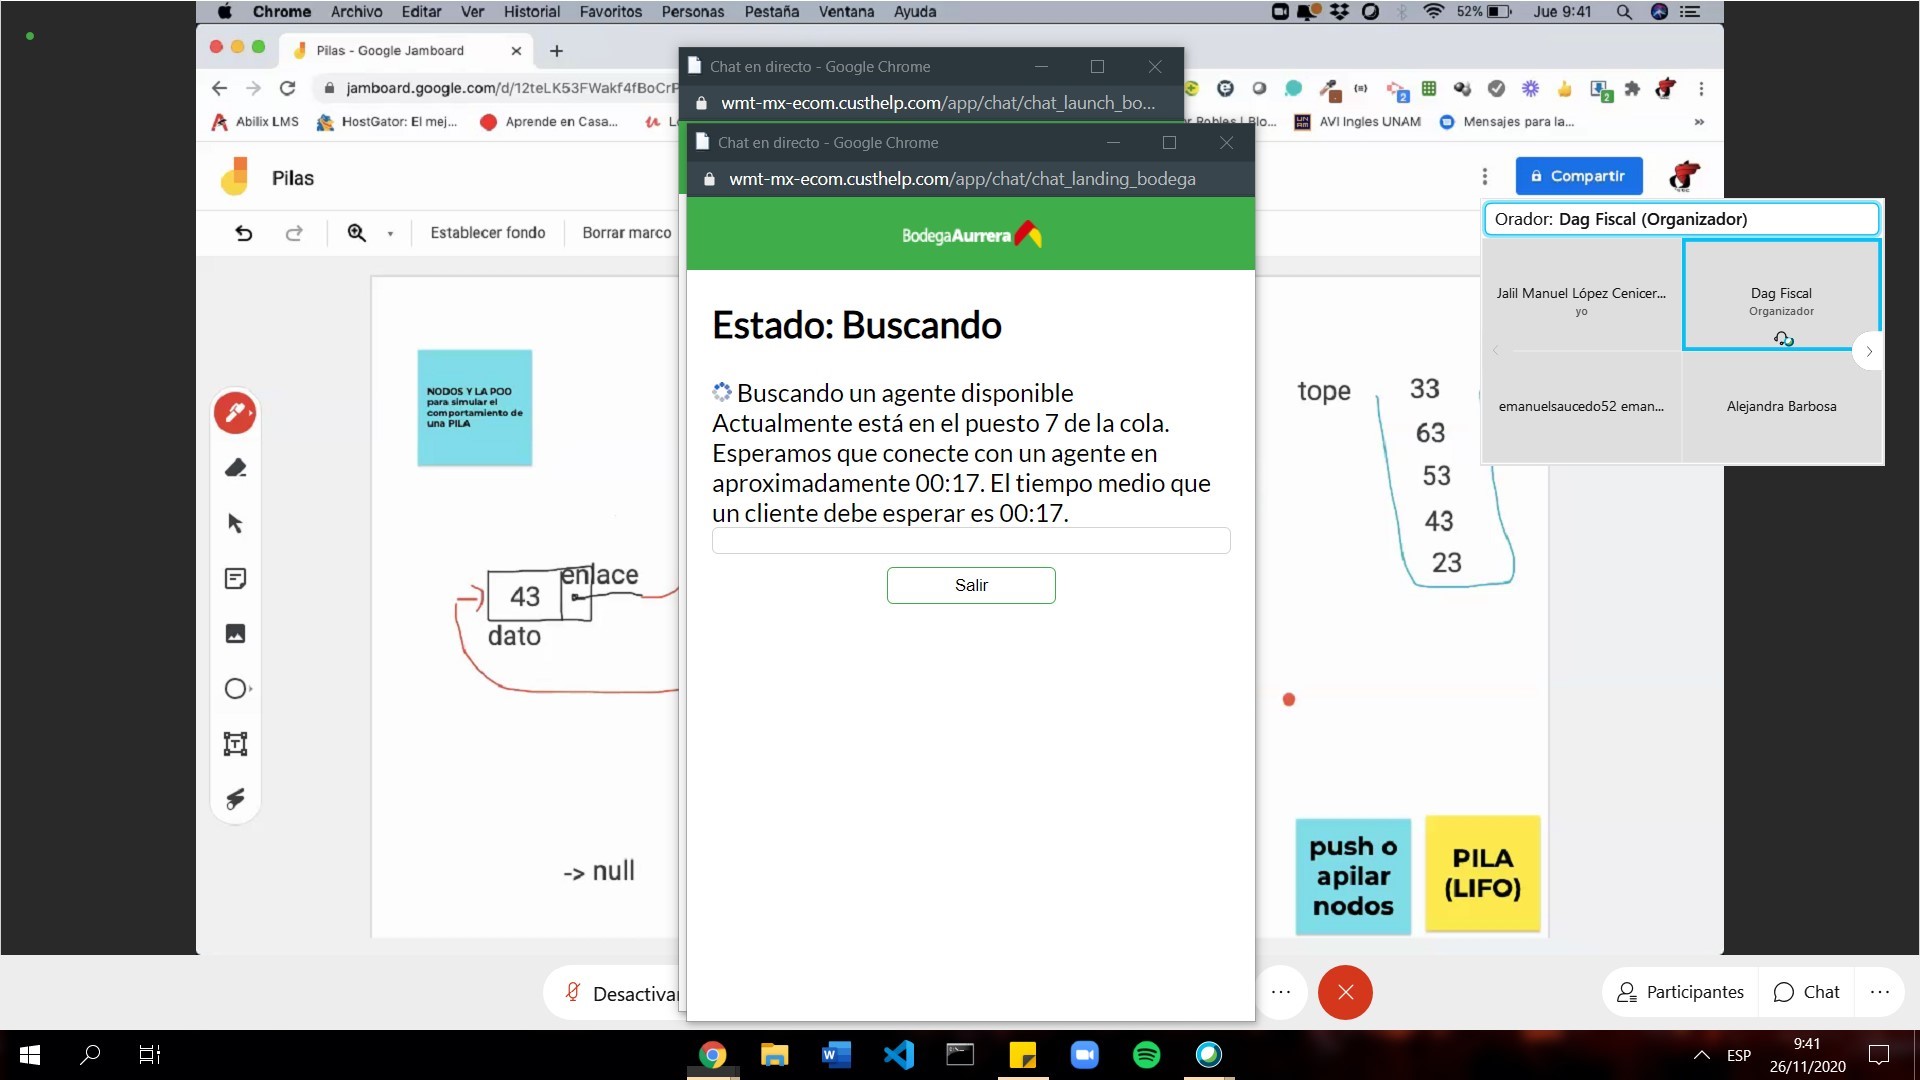 Chrome Archivo Editar Ver Historial Favoritos Personas Pestaña Ventana Ayuda
52% Jue 9:41
Pilas - Google Jamboard
jamboard.google.com/d/12teLK53FWakf4fBoCrP
Abilix LMS HostGator: El mej... Aprende en Casa...
Robles | Blo... AVI Ingles UNAM Mensajes para la...
Pilas
Compartir
Establecer fondo Borrar marco
Chat en directo - Google Chrome
wmt-mx-ecom.custhelp.com/app/chat/chat_launch_bo...
Chat en directo - Google Chrome
wmt-mx-ecom.custhelp.com/app/chat/chat_landing_bodega
BodegaAurrera
Estado: Buscando
Buscando un agente disponible
Actualmente está en el puesto 7 de la cola.
Esperamos que conecte con un agente en
aproximadamente 00:17. El tiempo medio que
un cliente debe esperar es 00:17.
Salir
Orador: Dag Fiscal (Organizador)
Jalil Manuel López Cenicer...
yo
Dag Fiscal
Organizador
emanuelsaucedo52 eman...
Alejandra Barbosa
NODOS Y LA POO
para simular el
comportamiento de
una PILA
43
enlace
dato
-> null
tope
33
63
53
43
23
push o
apilar
nodos
PILA
(LIFO)
Desactivar
Participantes
Chat
ESP
9:41
26/11/2020